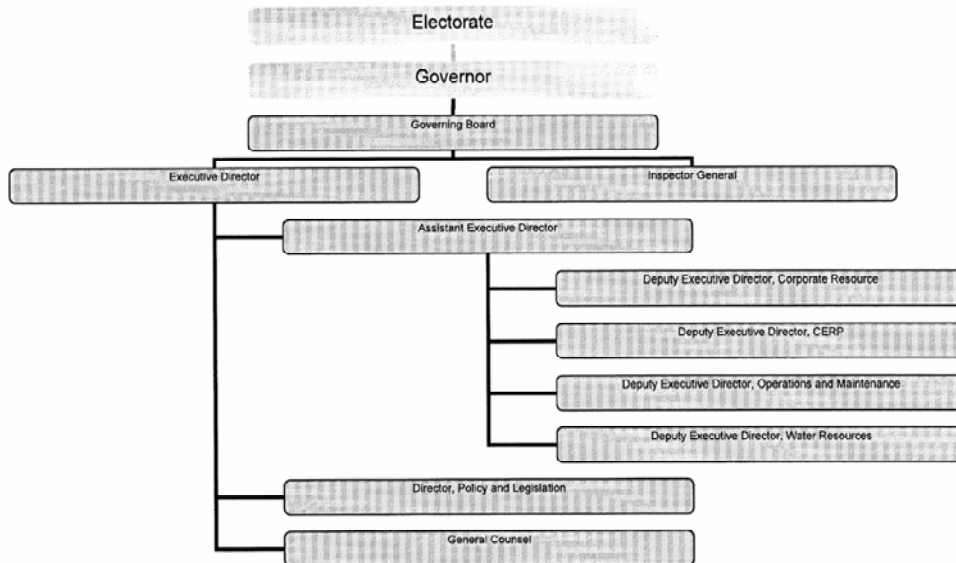 Electorate
Governor
Governing Board
Executive Director
Inspector General
Assistant Executive Director
Deputy Executive Director, Corporate Resource
Deputy Executive Director, CERP
Deputy Executive Director, Operations and Maintenance
Deputy Executive Director, Water Resources
Director, Policy and Legislation
General Counsel